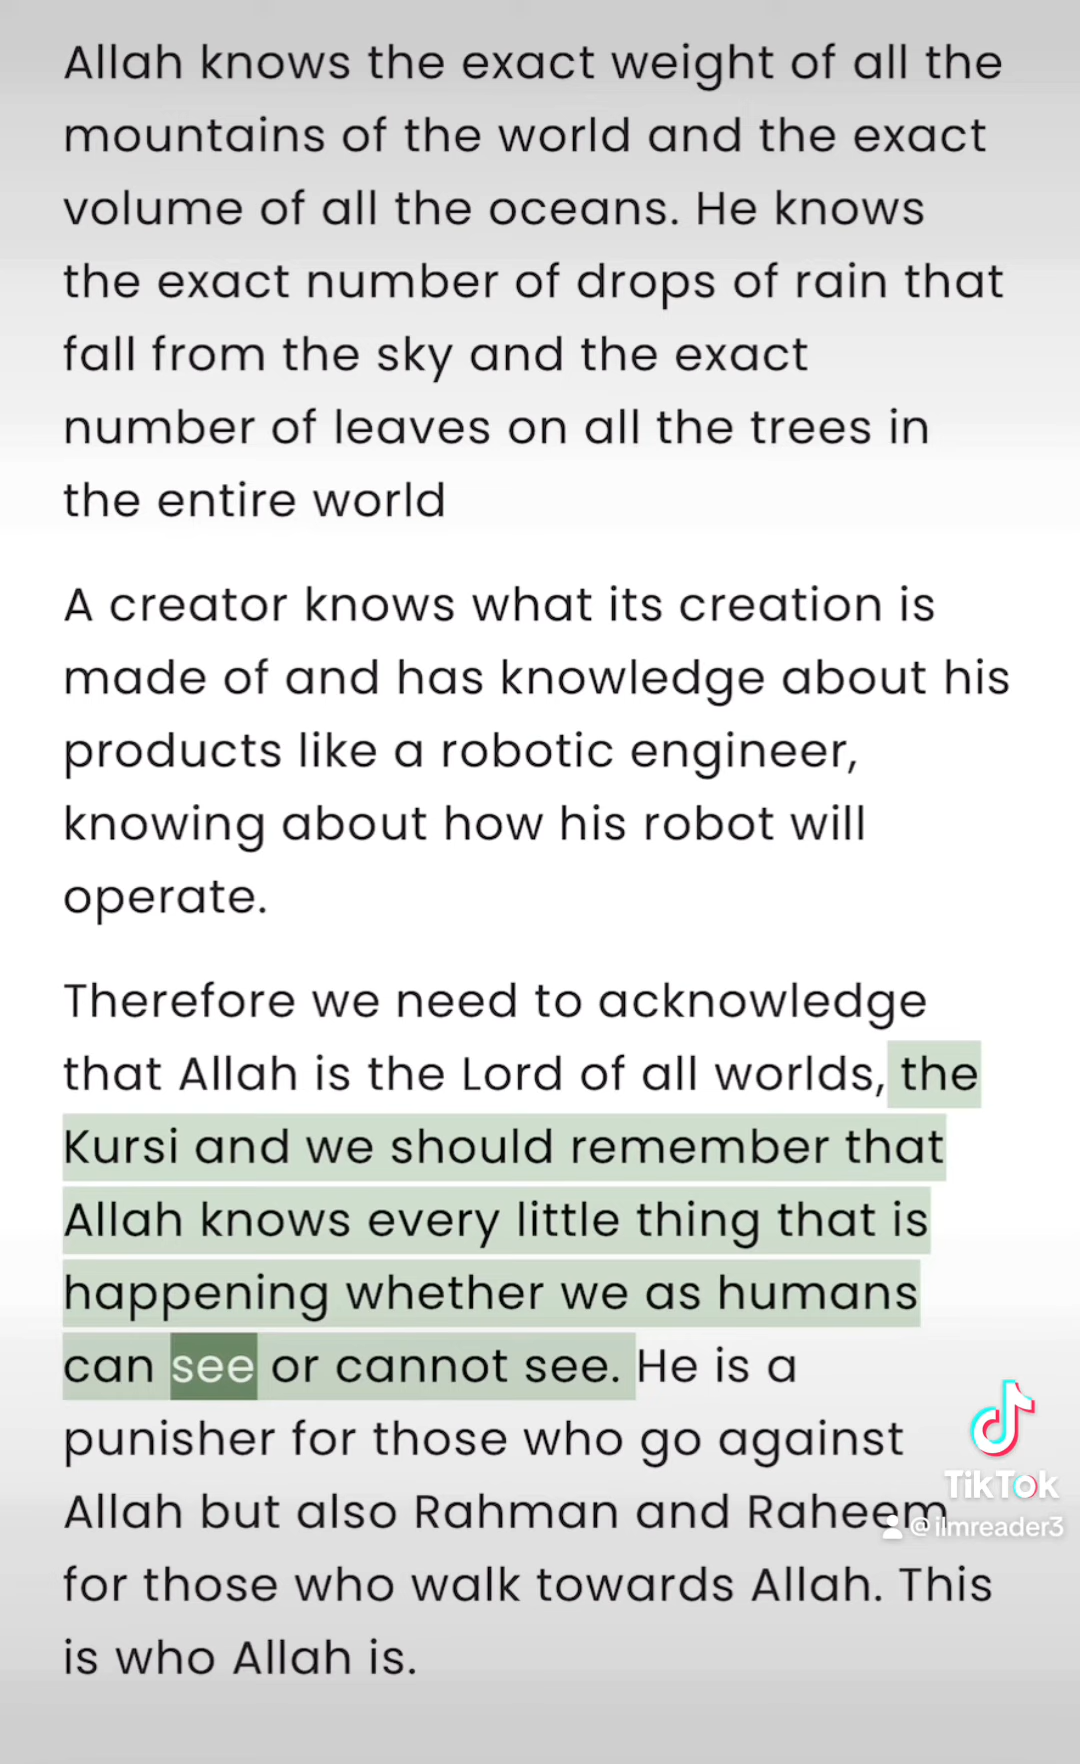 Allah knows the exact weight of all the
mountains of the world and the exact
volume of all the oceans. He knows
the exact number of drops of rain that
fall from the sky and the exact
number of leaves on all the trees in
the entire world
A creator knows what its creation is
made of and has knowledge about his
products like a robotic engineer,
knowing about how his robot will
operate.
Therefore we need to acknowledge
that Allah is the Lord of all worlds, the
Kursi and we should remember that
Allah knows every little thing that is
happening whether we as humans
can see or cannot see. He is a
punisher for those who go against
Allah but also Rahman and Raheem
for those who walk towards Allah. This
is who Allah is.
TikTok
@ilmreader3